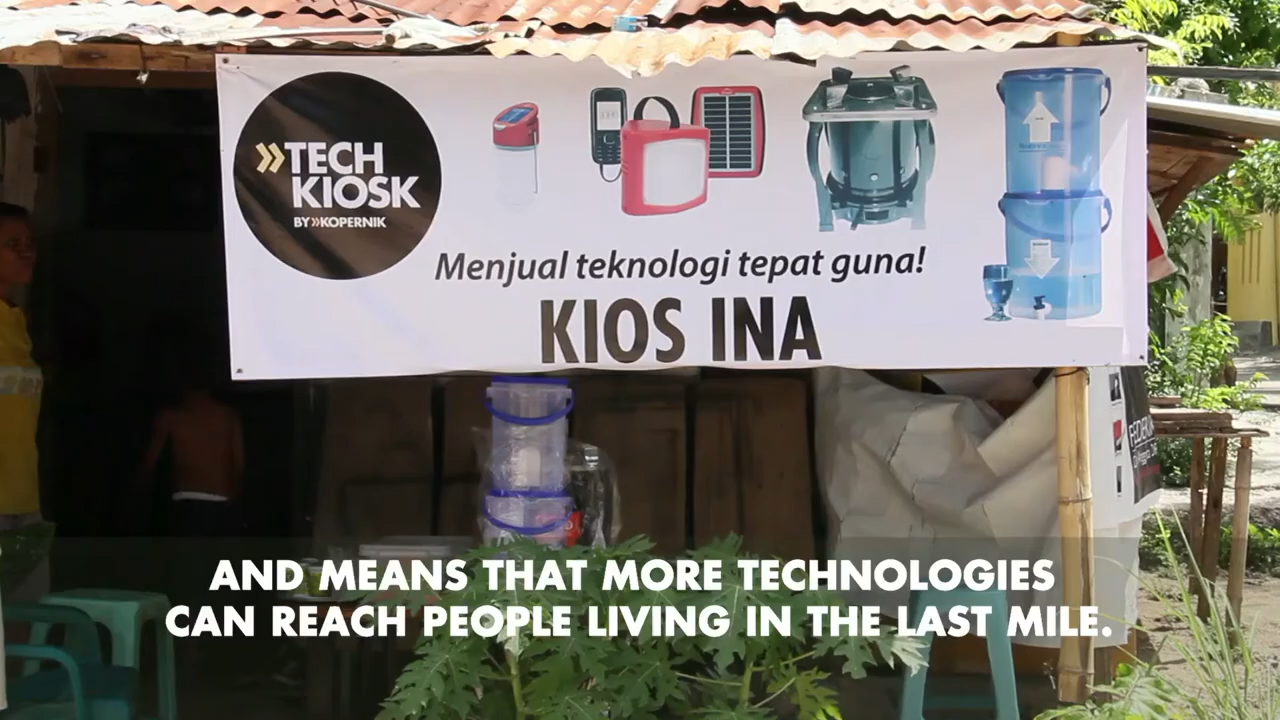 TECH
KIOSK
BY KOPERNIK
Menjual teknologi tepat guna!
KIOS INA
AND MEANS THAT MORE TECHNOLOGIES
CAN REACH PEOPLE LIVING IN THE LAST MILE.